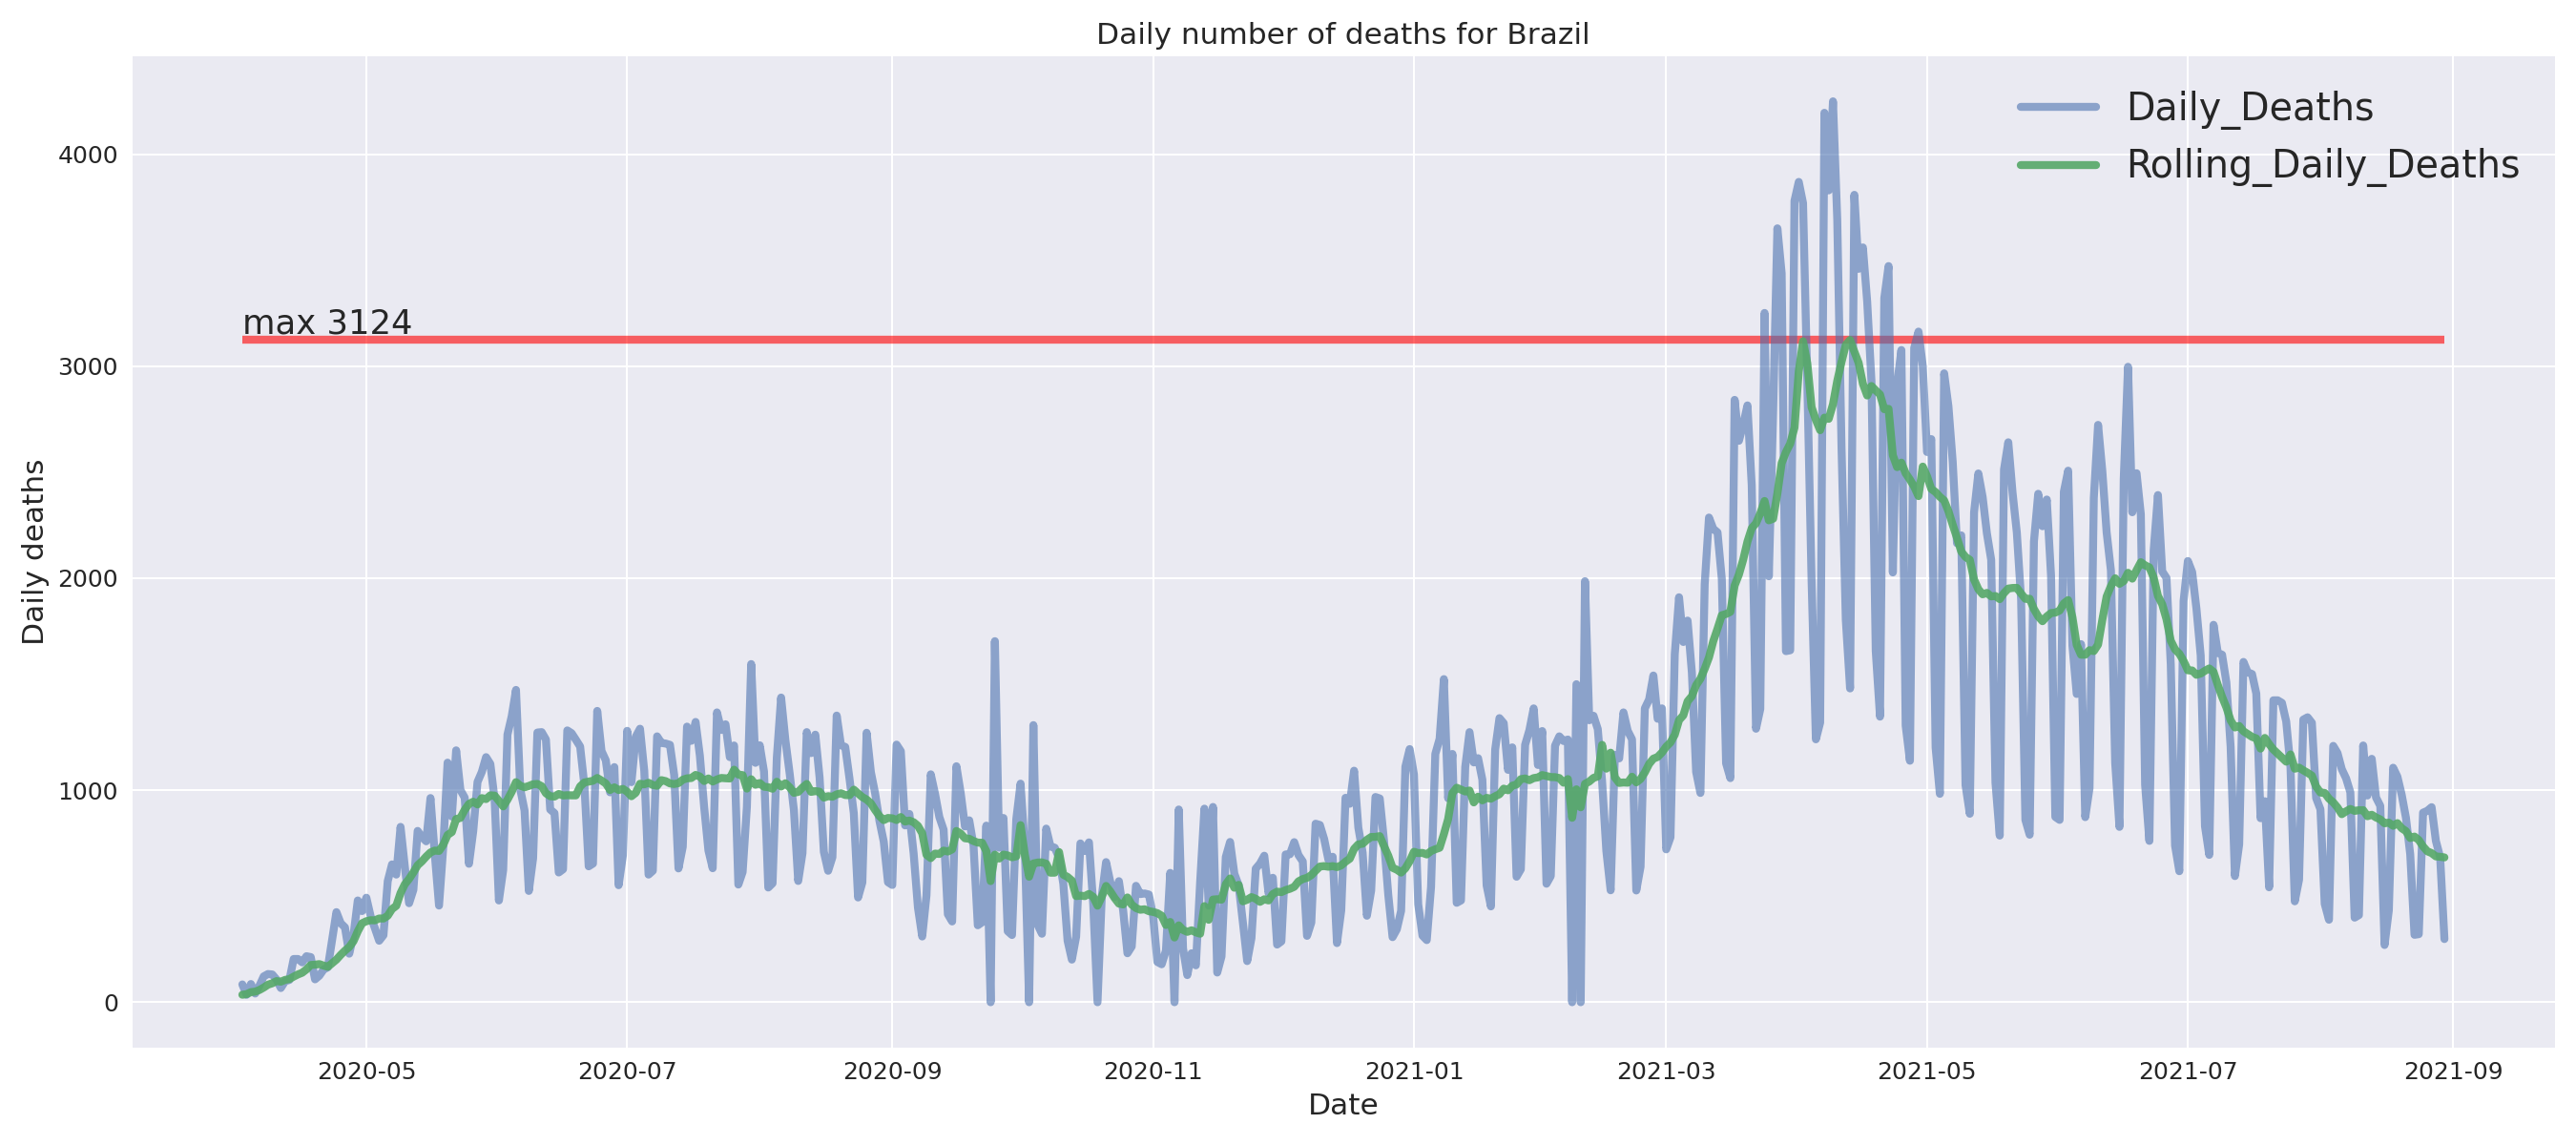 Daily number of deaths for Brazil
Daily_Deaths
Rolling_Daily_Deaths
max 3124
Daily deaths
4000
3000
2000
1000
0
2020-05 2020-07 2020-09 2020-11 2021-01 2021-03 2021-05 2021-07 2021-09
Date